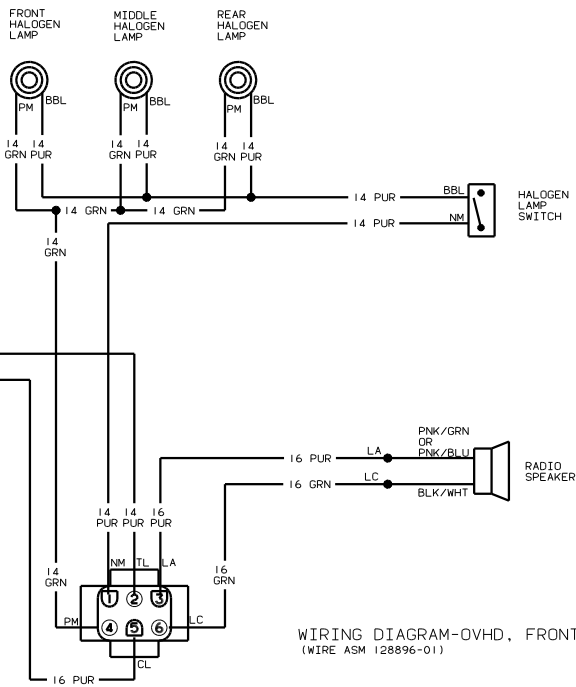 FRONT
HALOGEN
LAMP
MIDDLE
HALOGEN
LAMP
REAR
HALOGEN
LAMP
PM
BBL
PM
BBL
PM
BBL
14
GRN
14
PUR
14
GRN
14
PUR
14
GRN
14
PUR
14 PUR
BBL
HALOGEN
LAMP
SWITCH
14 GRN
14 GRN
14 PUR
NM
14
GRN
PNK/GRN
OR
PNK/BLU
16 PUR
LA
RADIO
SPEAKER
16 GRN
LC
BLK/WHT
14
PUR
14
PUR
16
PUR
NM
TL
LA
14
GRN
16
GRN
1
2
3
PM
4
5
6
LC
CL
16 PUR
WIRING DIAGRAM-OVHD, FRONT
(WIRE ASM 128896-01)